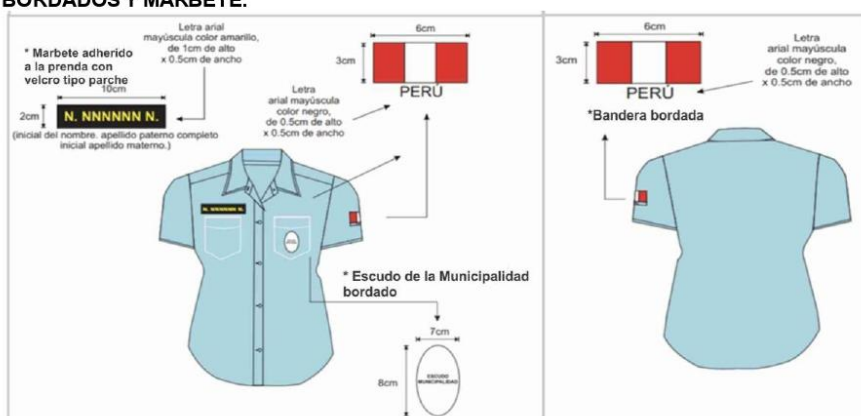 BORDADOS Y MARBETE:
Letra arial
mayúscula color amarillo,
de 1cm de alto
x 0.5cm de ancho
* Marbete adherido
a la prenda con
velcro tipo parche
10cm
2cm
N. NNNNNN N.
(inicial del nombre. apellido paterno completo
inicial apellido materno.)
6cm
3cm
PERÚ
Letra
arial mayúscula
color negro,
de 0.5cm de alto
x 0.5cm de ancho
N. NNNNNN N.
* Escudo de la Municipalidad
bordado
7cm
8cm
ESCUDO
MUNICIPALIDAD
6cm
3cm
PERÚ
Letra
arial mayúscula
color negro,
de 0.5cm de alto
x 0.5cm de ancho
*Bandera bordada